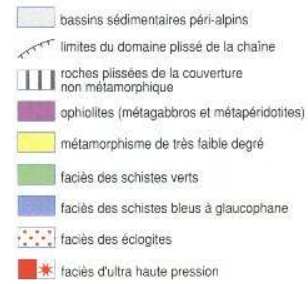 bassins sédimentaires péri-alpins
limites du domaine plissé de la chaîne
roches plissées de la couverture
non métamorphique
ophiolites (métagabbros et métapéridotites)
métamorphisme de très faible degré
faciès des schistes verts
faciès des schistes bleus à glaucophane
faciès des éclogites
faciès d'ultra haute pression